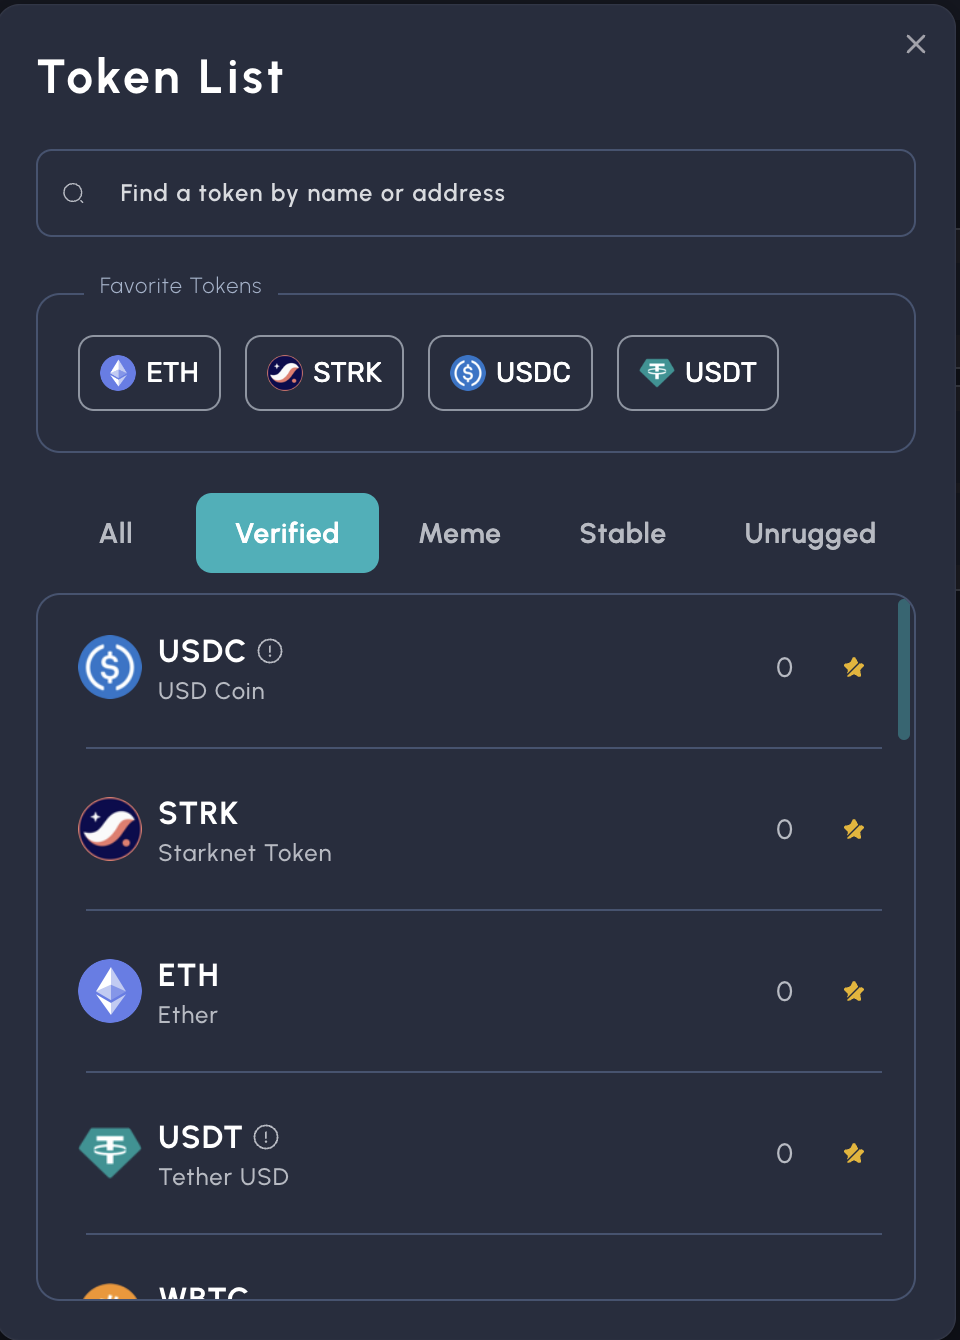 Token List
Find a token by name or address
Favorite Tokens
ETH STRK USDC USDT
All Verified Meme Stable Unrugged
USDC
USD Coin
0
STRK
Starknet Token
0
ETH
Ether
0
USDT
Tether USD
0
WBTC